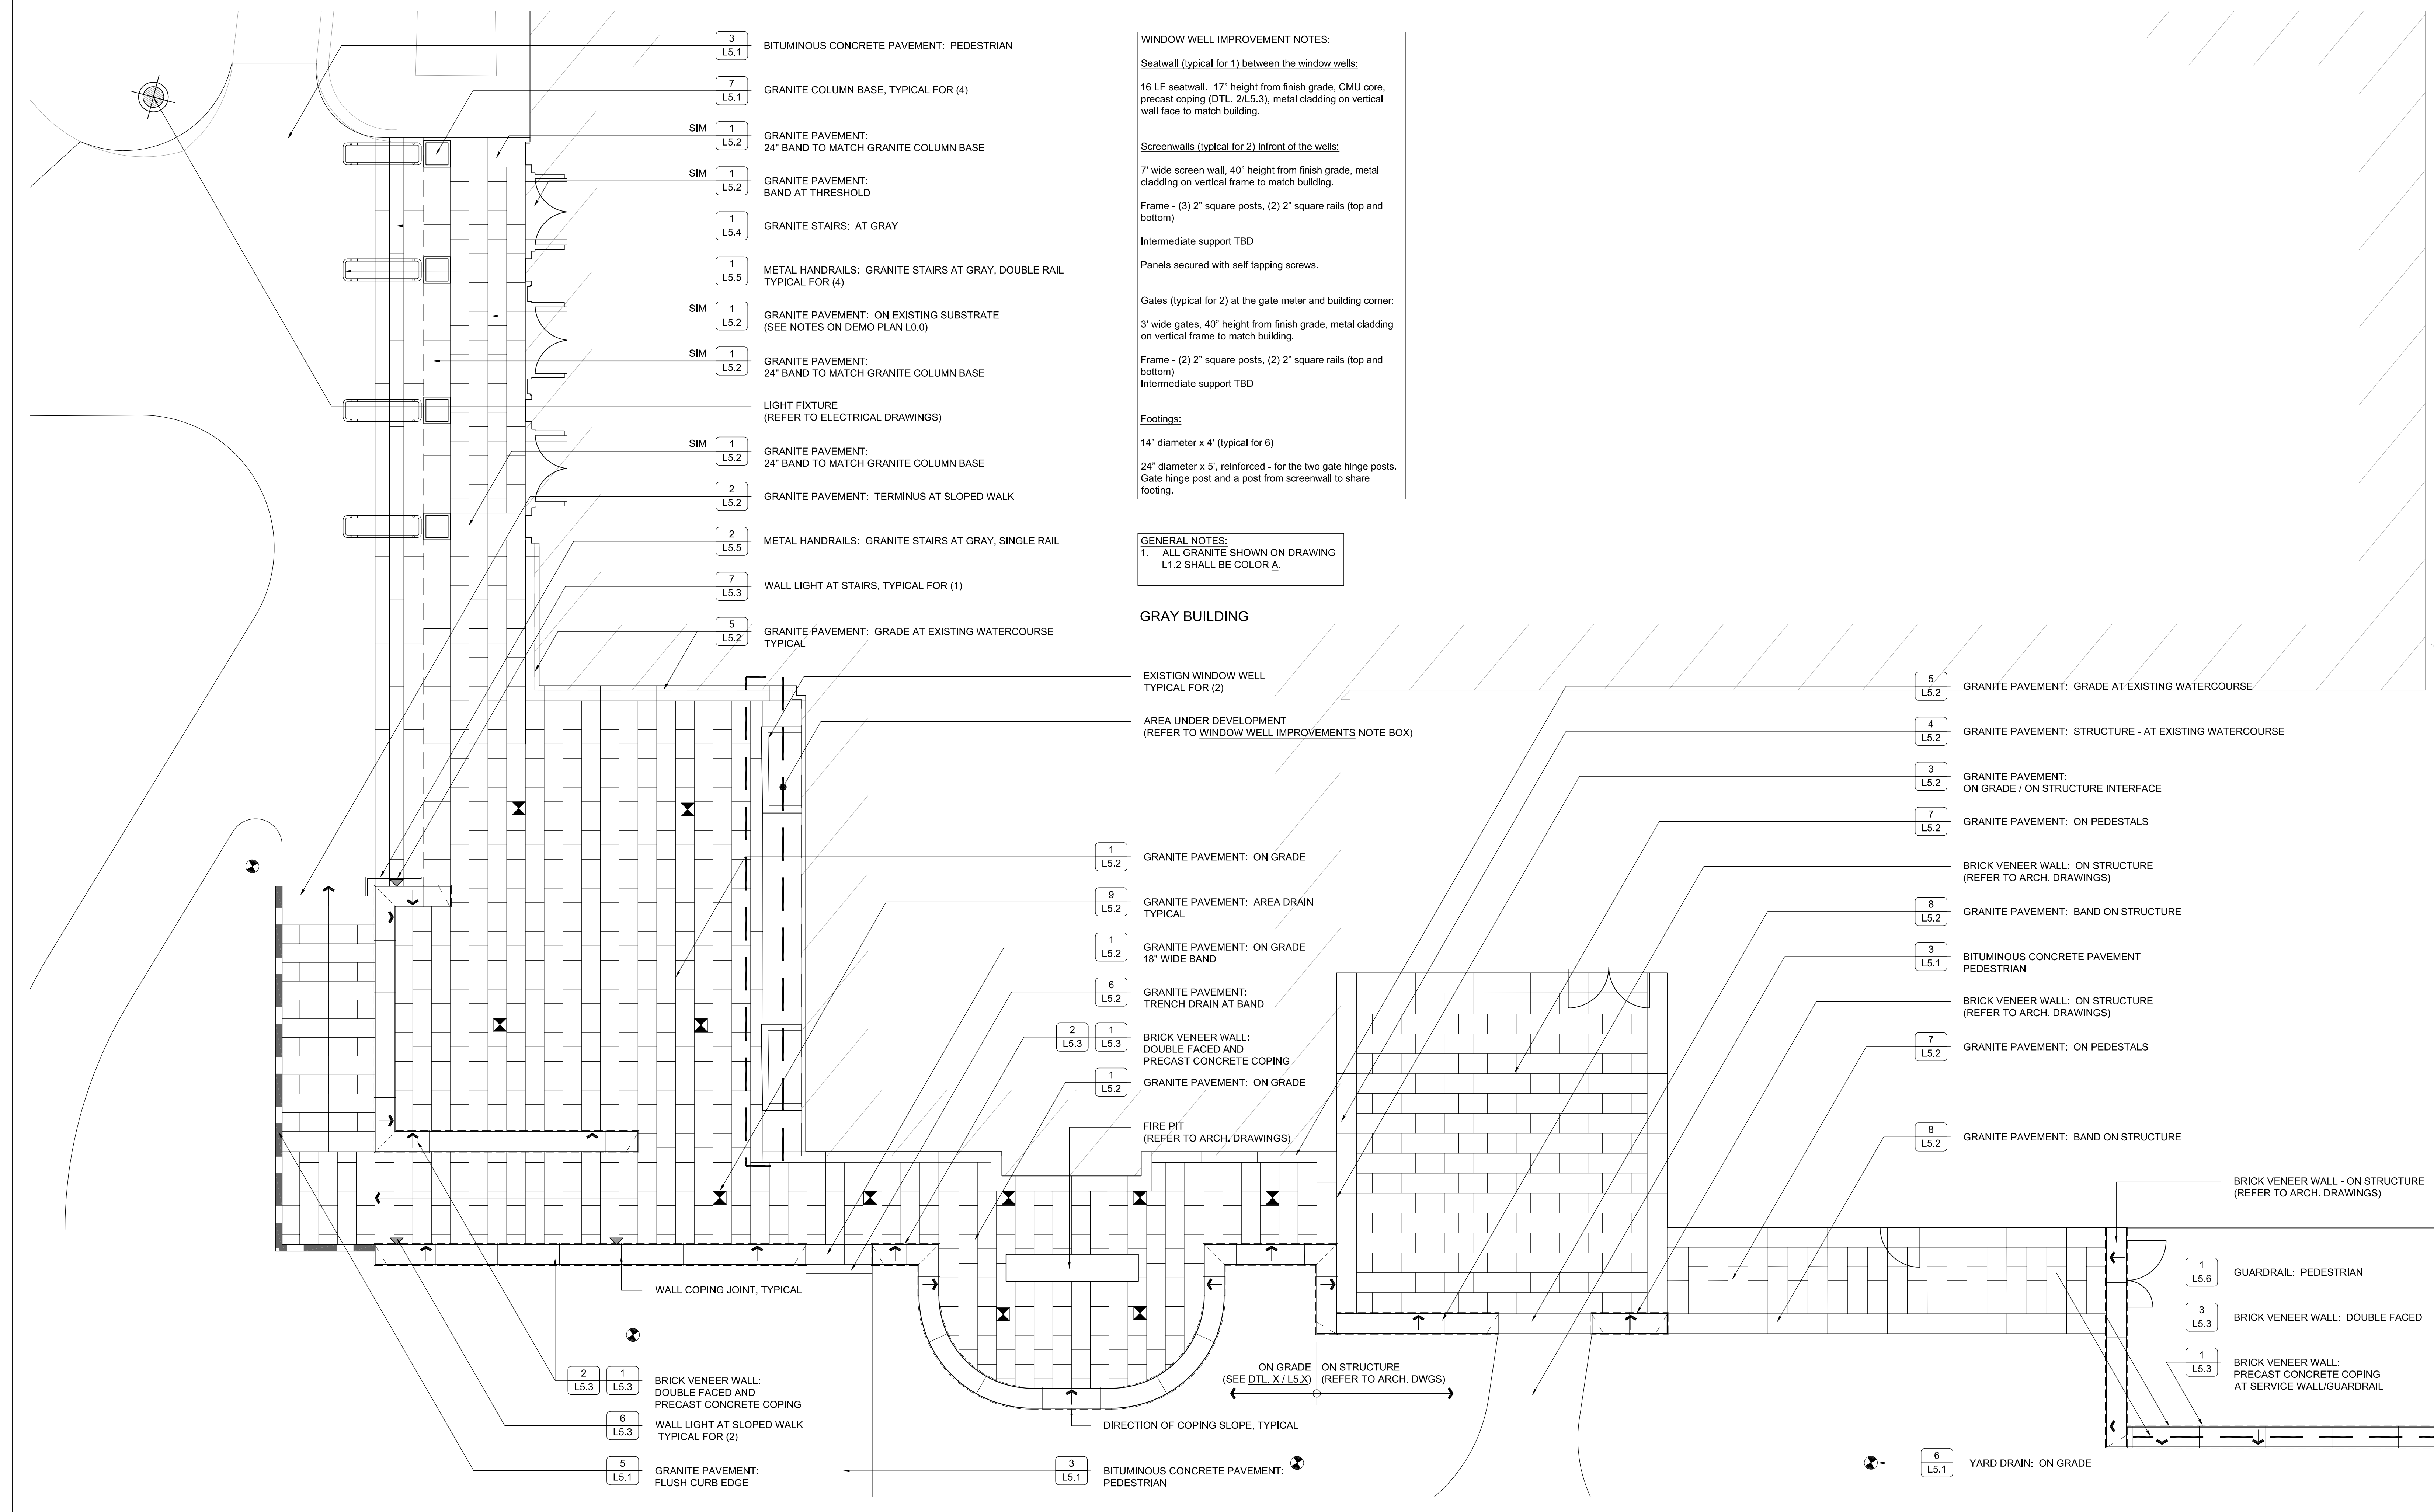 3
L5.1
BITUMINOUS CONCRETE PAVEMENT: PEDESTRIAN
7
L5.1
GRANITE COLUMN BASE, TYPICAL FOR (4)
SIM
1
L5.2
GRANITE PAVEMENT:
24" BAND TO MATCH GRANITE COLUMN BASE
SIM
1
L5.2
GRANITE PAVEMENT:
BAND AT THRESHOLD
1
L5.4
GRANITE STAIRS: AT GRAY
1
L5.5
METAL HANDRAILS: GRANITE STAIRS AT GRAY, DOUBLE RAIL
TYPICAL FOR (4)
SIM
1
L5.2
GRANITE PAVEMENT: ON EXISTING SUBSTRATE
(SEE NOTES ON DEMO PLAN L0.0)
SIM
1
L5.2
GRANITE PAVEMENT:
24" BAND TO MATCH GRANITE COLUMN BASE
LIGHT FIXTURE
(REFER TO ELECTRICAL DRAWINGS)
SIM
1
L5.2
GRANITE PAVEMENT:
24" BAND TO MATCH GRANITE COLUMN BASE
2
L5.2
GRANITE PAVEMENT: TERMINUS AT SLOPED WALK
2
L5.5
METAL HANDRAILS: GRANITE STAIRS AT GRAY, SINGLE RAIL
7
L5.3
WALL LIGHT AT STAIRS, TYPICAL FOR (1)
5
L5.2
GRANITE PAVEMENT: GRADE AT EXISTING WATERCOURSE
TYPICAL
WINDOW WELL IMPROVEMENT NOTES:
Seatwall (typical for 1) between the window wells:
16 LF seatwall. 17" height from finish grade, CMU core,
precast coping (DTL. 2/L5.3), metal cladding on vertical
wall face to match building.
Screenwalls (typical for 2) infront of the wells:
7' wide screen wall, 40" height from finish grade, metal
cladding on vertical frame to match building.
Frame - (3) 2" square posts, (2) 2" square rails (top and
bottom)
Intermediate support TBD
Panels secured with self tapping screws.
Gates (typical for 2) at the gate meter and building corner:
3' wide gates, 40" height from finish grade, metal cladding
on vertical frame to match building.
Frame - (2) 2" square posts, (2) 2" square rails (top and
bottom)
Intermediate support TBD
Footings:
14" diameter x 4' (typical for 6)
24" diameter x 5', reinforced - for the two gate hinge posts.
Gate hinge post and a post from screenwall to share
footing.
GENERAL NOTES:
1. ALL GRANITE SHOWN ON DRAWING
L1.2 SHALL BE COLOR A.
GRAY BUILDING
EXISTIGN WINDOW WELL
TYPICAL FOR (2)
AREA UNDER DEVELOPMENT
(REFER TO WINDOW WELL IMPROVEMENTS NOTE BOX)
1
L5.2
GRANITE PAVEMENT: ON GRADE
9
L5.2
GRANITE PAVEMENT: AREA DRAIN
TYPICAL
1
L5.2
GRANITE PAVEMENT: ON GRADE
18" WIDE BAND
6
L5.2
GRANITE PAVEMENT:
TRENCH DRAIN AT BAND
2
L5.3
1
L5.3
BRICK VENEER WALL:
DOUBLE FACED AND
PRECAST CONCRETE COPING
1
L5.2
GRANITE PAVEMENT: ON GRADE
FIRE PIT
(REFER TO ARCH. DRAWINGS)
5
L5.2
GRANITE PAVEMENT: GRADE AT EXISTING WATERCOURSE
4
L5.2
GRANITE PAVEMENT: STRUCTURE - AT EXISTING WATERCOURSE
3
L5.2
GRANITE PAVEMENT:
ON GRADE / ON STRUCTURE INTERFACE
7
L5.2
GRANITE PAVEMENT: ON PEDESTALS
BRICK VENEER WALL: ON STRUCTURE
(REFER TO ARCH. DRAWINGS)
8
L5.2
GRANITE PAVEMENT: BAND ON STRUCTURE
3
L5.1
BITUMINOUS CONCRETE PAVEMENT
PEDESTRIAN
BRICK VENEER WALL: ON STRUCTURE
(REFER TO ARCH. DRAWINGS)
7
L5.2
GRANITE PAVEMENT: ON PEDESTALS
8
L5.2
GRANITE PAVEMENT: BAND ON STRUCTURE
BRICK VENEER WALL - ON STRUCTURE
(REFER TO ARCH. DRAWINGS)
1
L5.6
GUARDRAIL: PEDESTRIAN
3
L5.3
BRICK VENEER WALL: DOUBLE FACED
1
L5.3
BRICK VENEER WALL:
PRECAST CONCRETE COPING
AT SERVICE WALL/GUARDRAIL
WALL COPING JOINT, TYPICAL
2
L5.3
1
L5.3
BRICK VENEER WALL:
DOUBLE FACED AND
PRECAST CONCRETE COPING
6
L5.3
WALL LIGHT AT SLOPED WALK
TYPICAL FOR (2)
5
L5.1
GRANITE PAVEMENT:
FLUSH CURB EDGE
ON GRADE
(SEE DTL. X / L5.X)
ON STRUCTURE
(REFER TO ARCH. DWGS)
DIRECTION OF COPING SLOPE, TYPICAL
3
L5.1
BITUMINOUS CONCRETE PAVEMENT:
PEDESTRIAN
6
L5.1
YARD DRAIN: ON GRADE